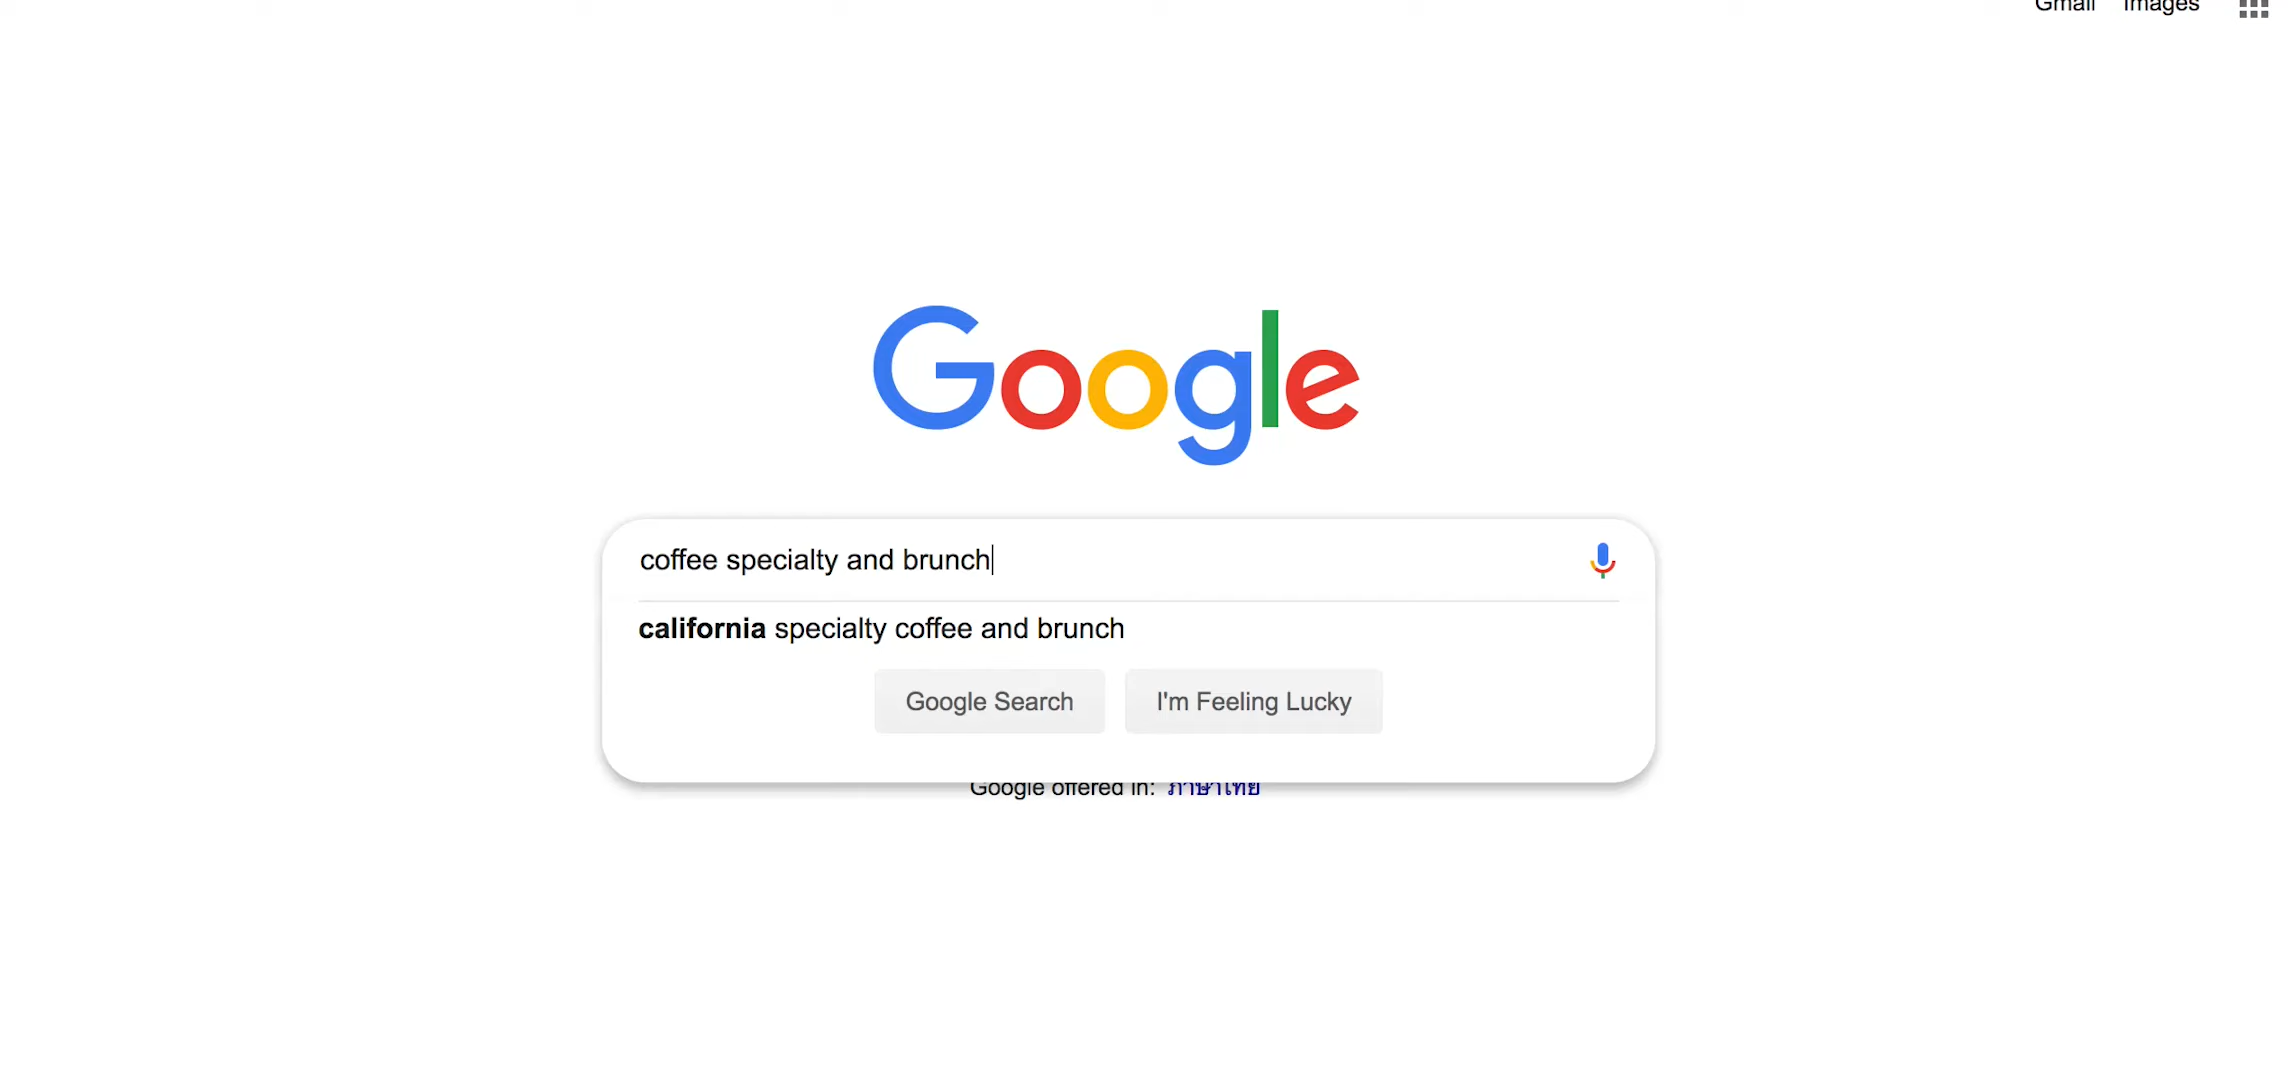 Gmail Images
Google
coffee specialty and brunch
california specialty coffee and brunch
Google Search I'm Feeling Lucky
Google offered in: ภาษาไทย